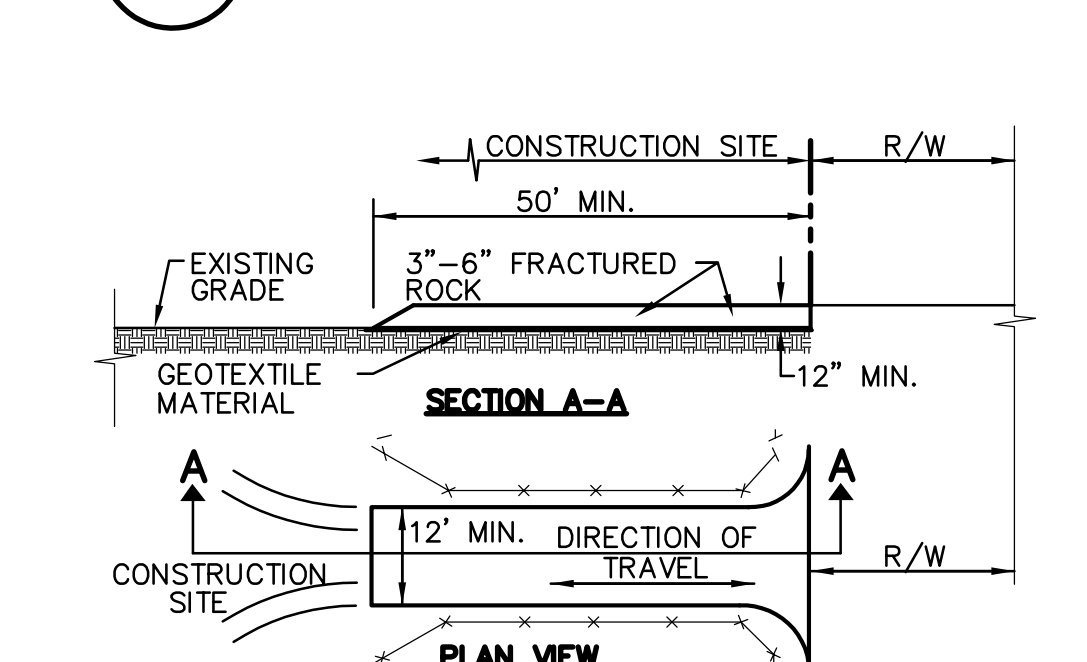 CONSTRUCTION SITE
R/W
50' MIN.
EXISTING
GRADE
3"-6" FRACTURED
ROCK
GEOTEXTILE
MATERIAL
12" MIN.
SECTION A-A
A
A
12' MIN.
DIRECTION OF
TRAVEL
R/W
CONSTRUCTION
SITE
PLAN VIEW